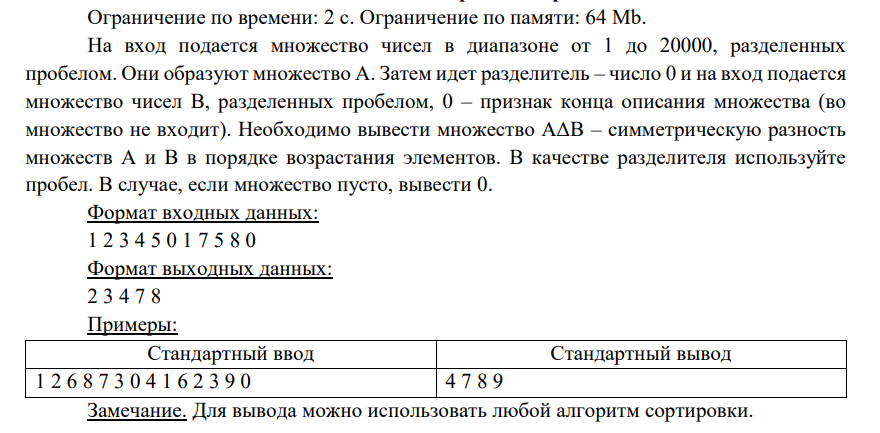 Ограничение по времени: 2 с. Ограничение по памяти: 64 Mb.
На вход подается множество чисел в диапазоне от 1 до 20000, разделенных
пробелом. Они образуют множество А. Затем идет разделитель – число 0 и на вход подается
множество чисел В, разделенных пробелом, 0 – признак конца описания множества (во
множество не входит). Необходимо вывести множество АΔВ – симметрическую разность
множеств А и В в порядке возрастания элементов. В качестве разделителя используйте
пробел. В случае, если множество пусто, вывести 0.
Формат входных данных:
1 2 3 4 5 0 1 7 5 8 0
Формат выходных данных:
2 3 4 7 8
Примеры:
Стандартный ввод Стандартный вывод
1 2 6 8 7 3 0 4 1 6 2 3 9 0 4 7 8 9
Замечание. Для вывода можно использовать любой алгоритм сортировки.